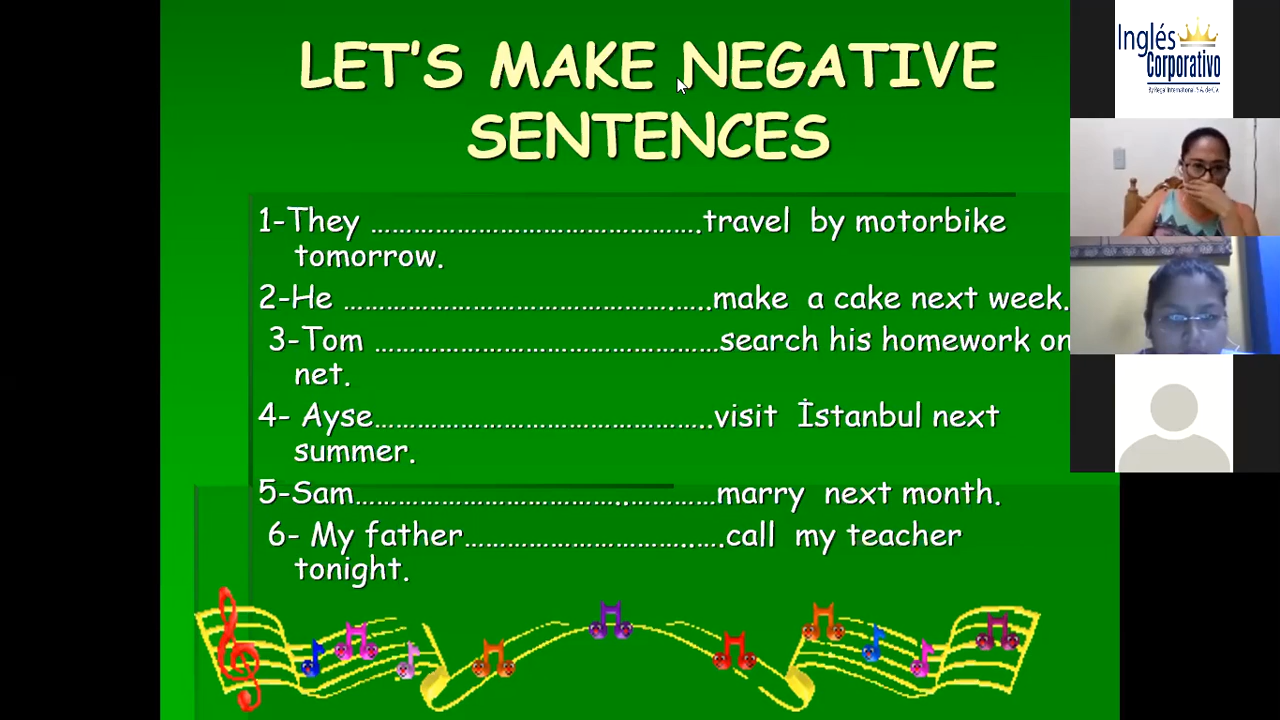 LET'S MAKE NEGATIVE
SENTENCES
1-They ……………………………………….travel by motorbike
tomorrow.
2-He ……………………………………….…..make a cake next week.
3-Tom …………………………………………search his homework on
net.
4- Ayse………………………………………..visit İstanbul next
summer.
5-Sam………………………………..…………marry next month.
6- My father…………………………..….call my teacher
tonight.
Inglés
Corporativo